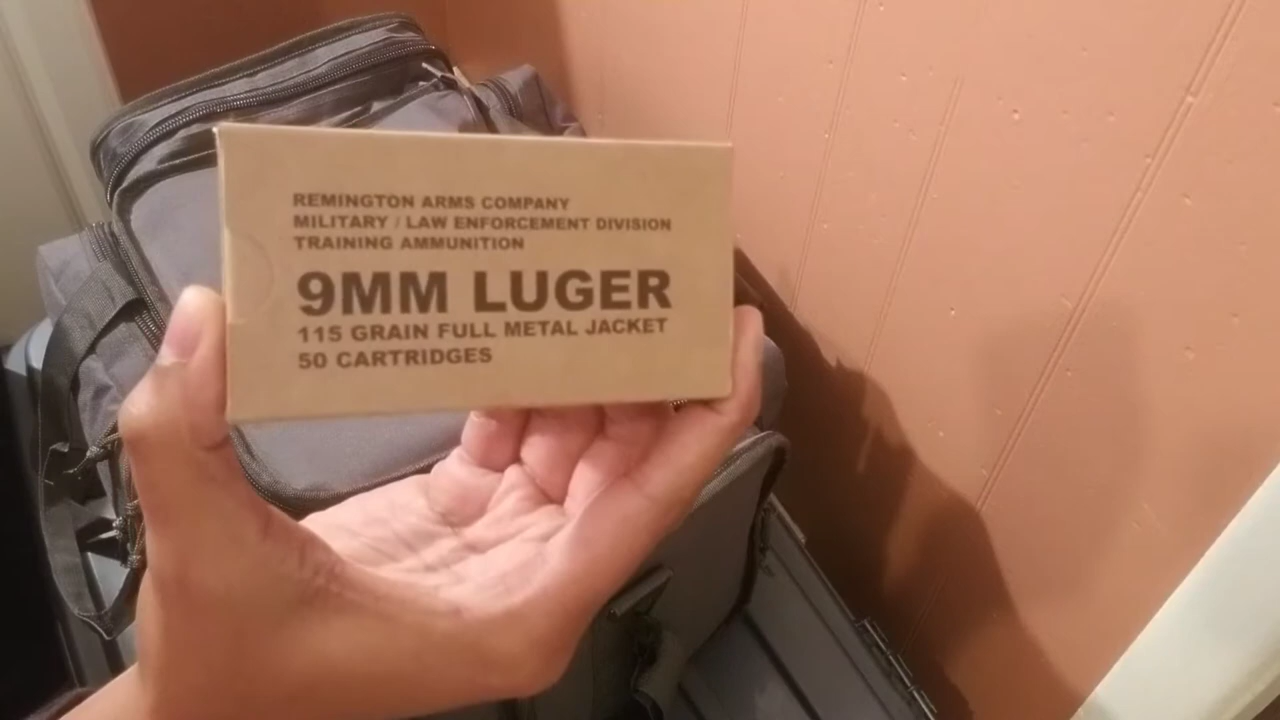 REMINGTON ARMS COMPANY
MILITARY / LAW ENFORCEMENT DIVISION
TRAINING AMMUNITION
9MM LUGER
115 GRAIN FULL METAL JACKET
50 CARTRIDGES